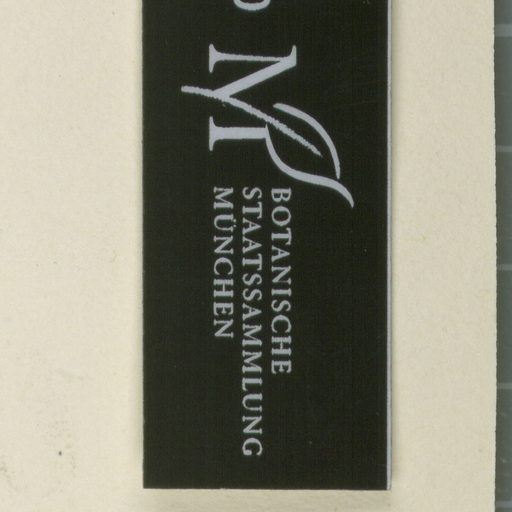 M
BOTANISCHE
STAATSSAMMLUNG
MÜNCHEN